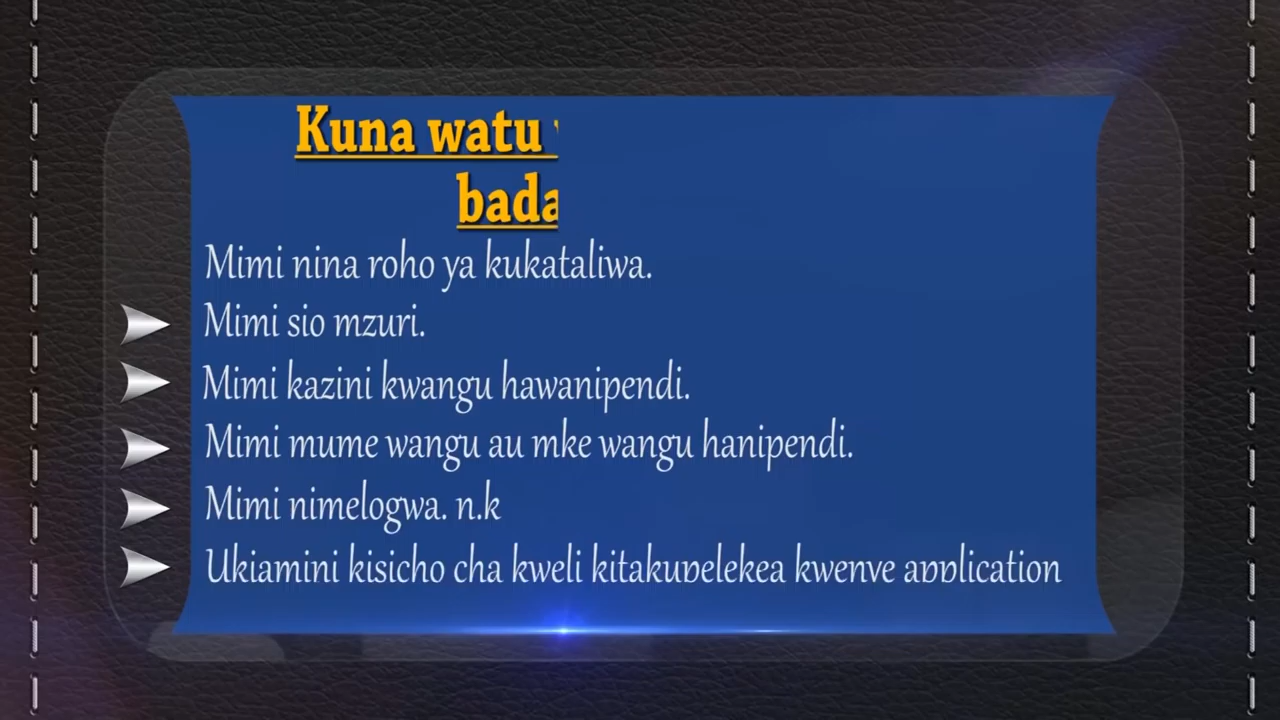 Kuna watu
bada
Mimi nina roho ya kukataliwa.
Mimi sio mzuri.
Mimi kazini kwangu hawanipendi.
Mimi mume wangu au mke wangu hanipendi.
Mimi nimelogwa. n.k
Ukiamini kisicho cha kweli kitakupelekea kwenye application